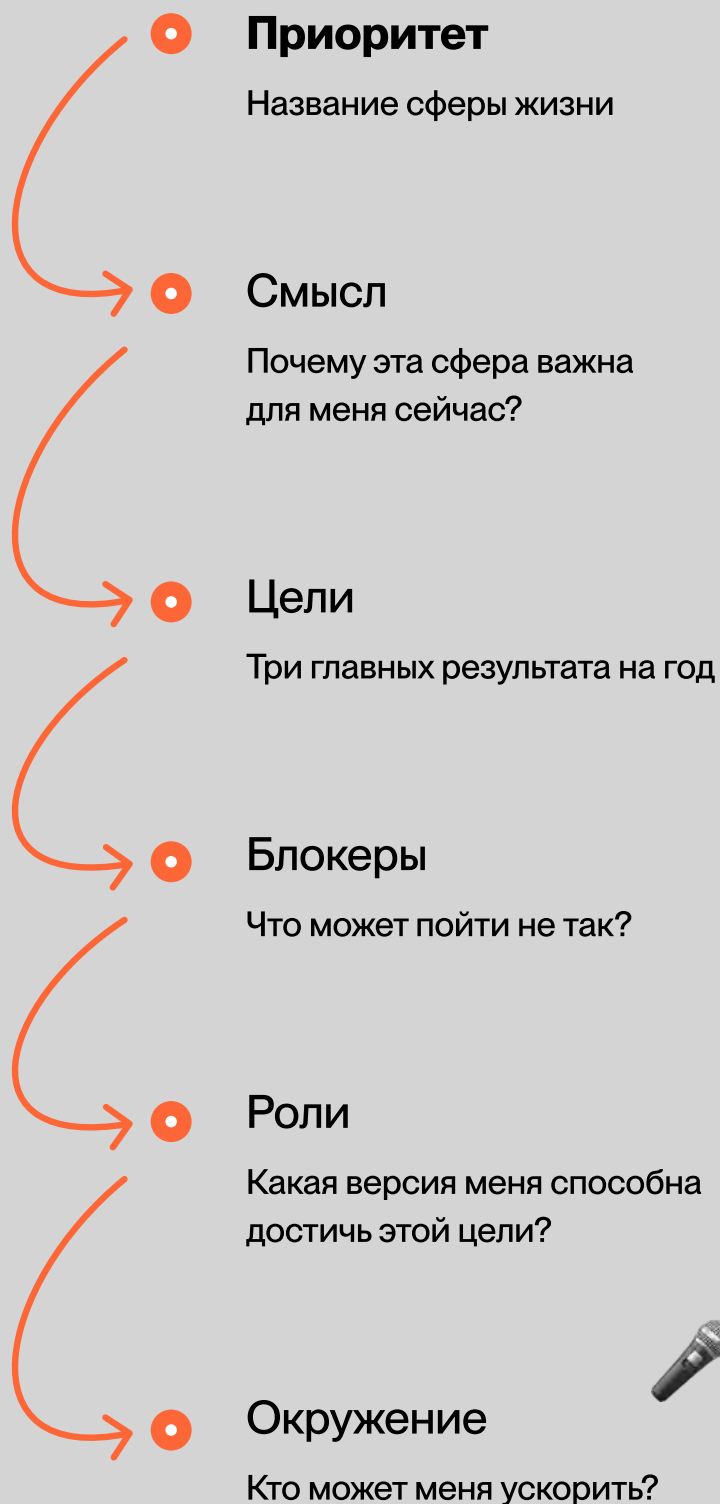 Приоритет
Название сферы жизни
Смысл
Почему эта сфера важна
для меня сейчас?
Цели
Три главных результата на год
Блокеры
Что может пойти не так?
Роли
Какая версия меня способна
достичь этой цели?
Окружение
Кто может меня ускорить?